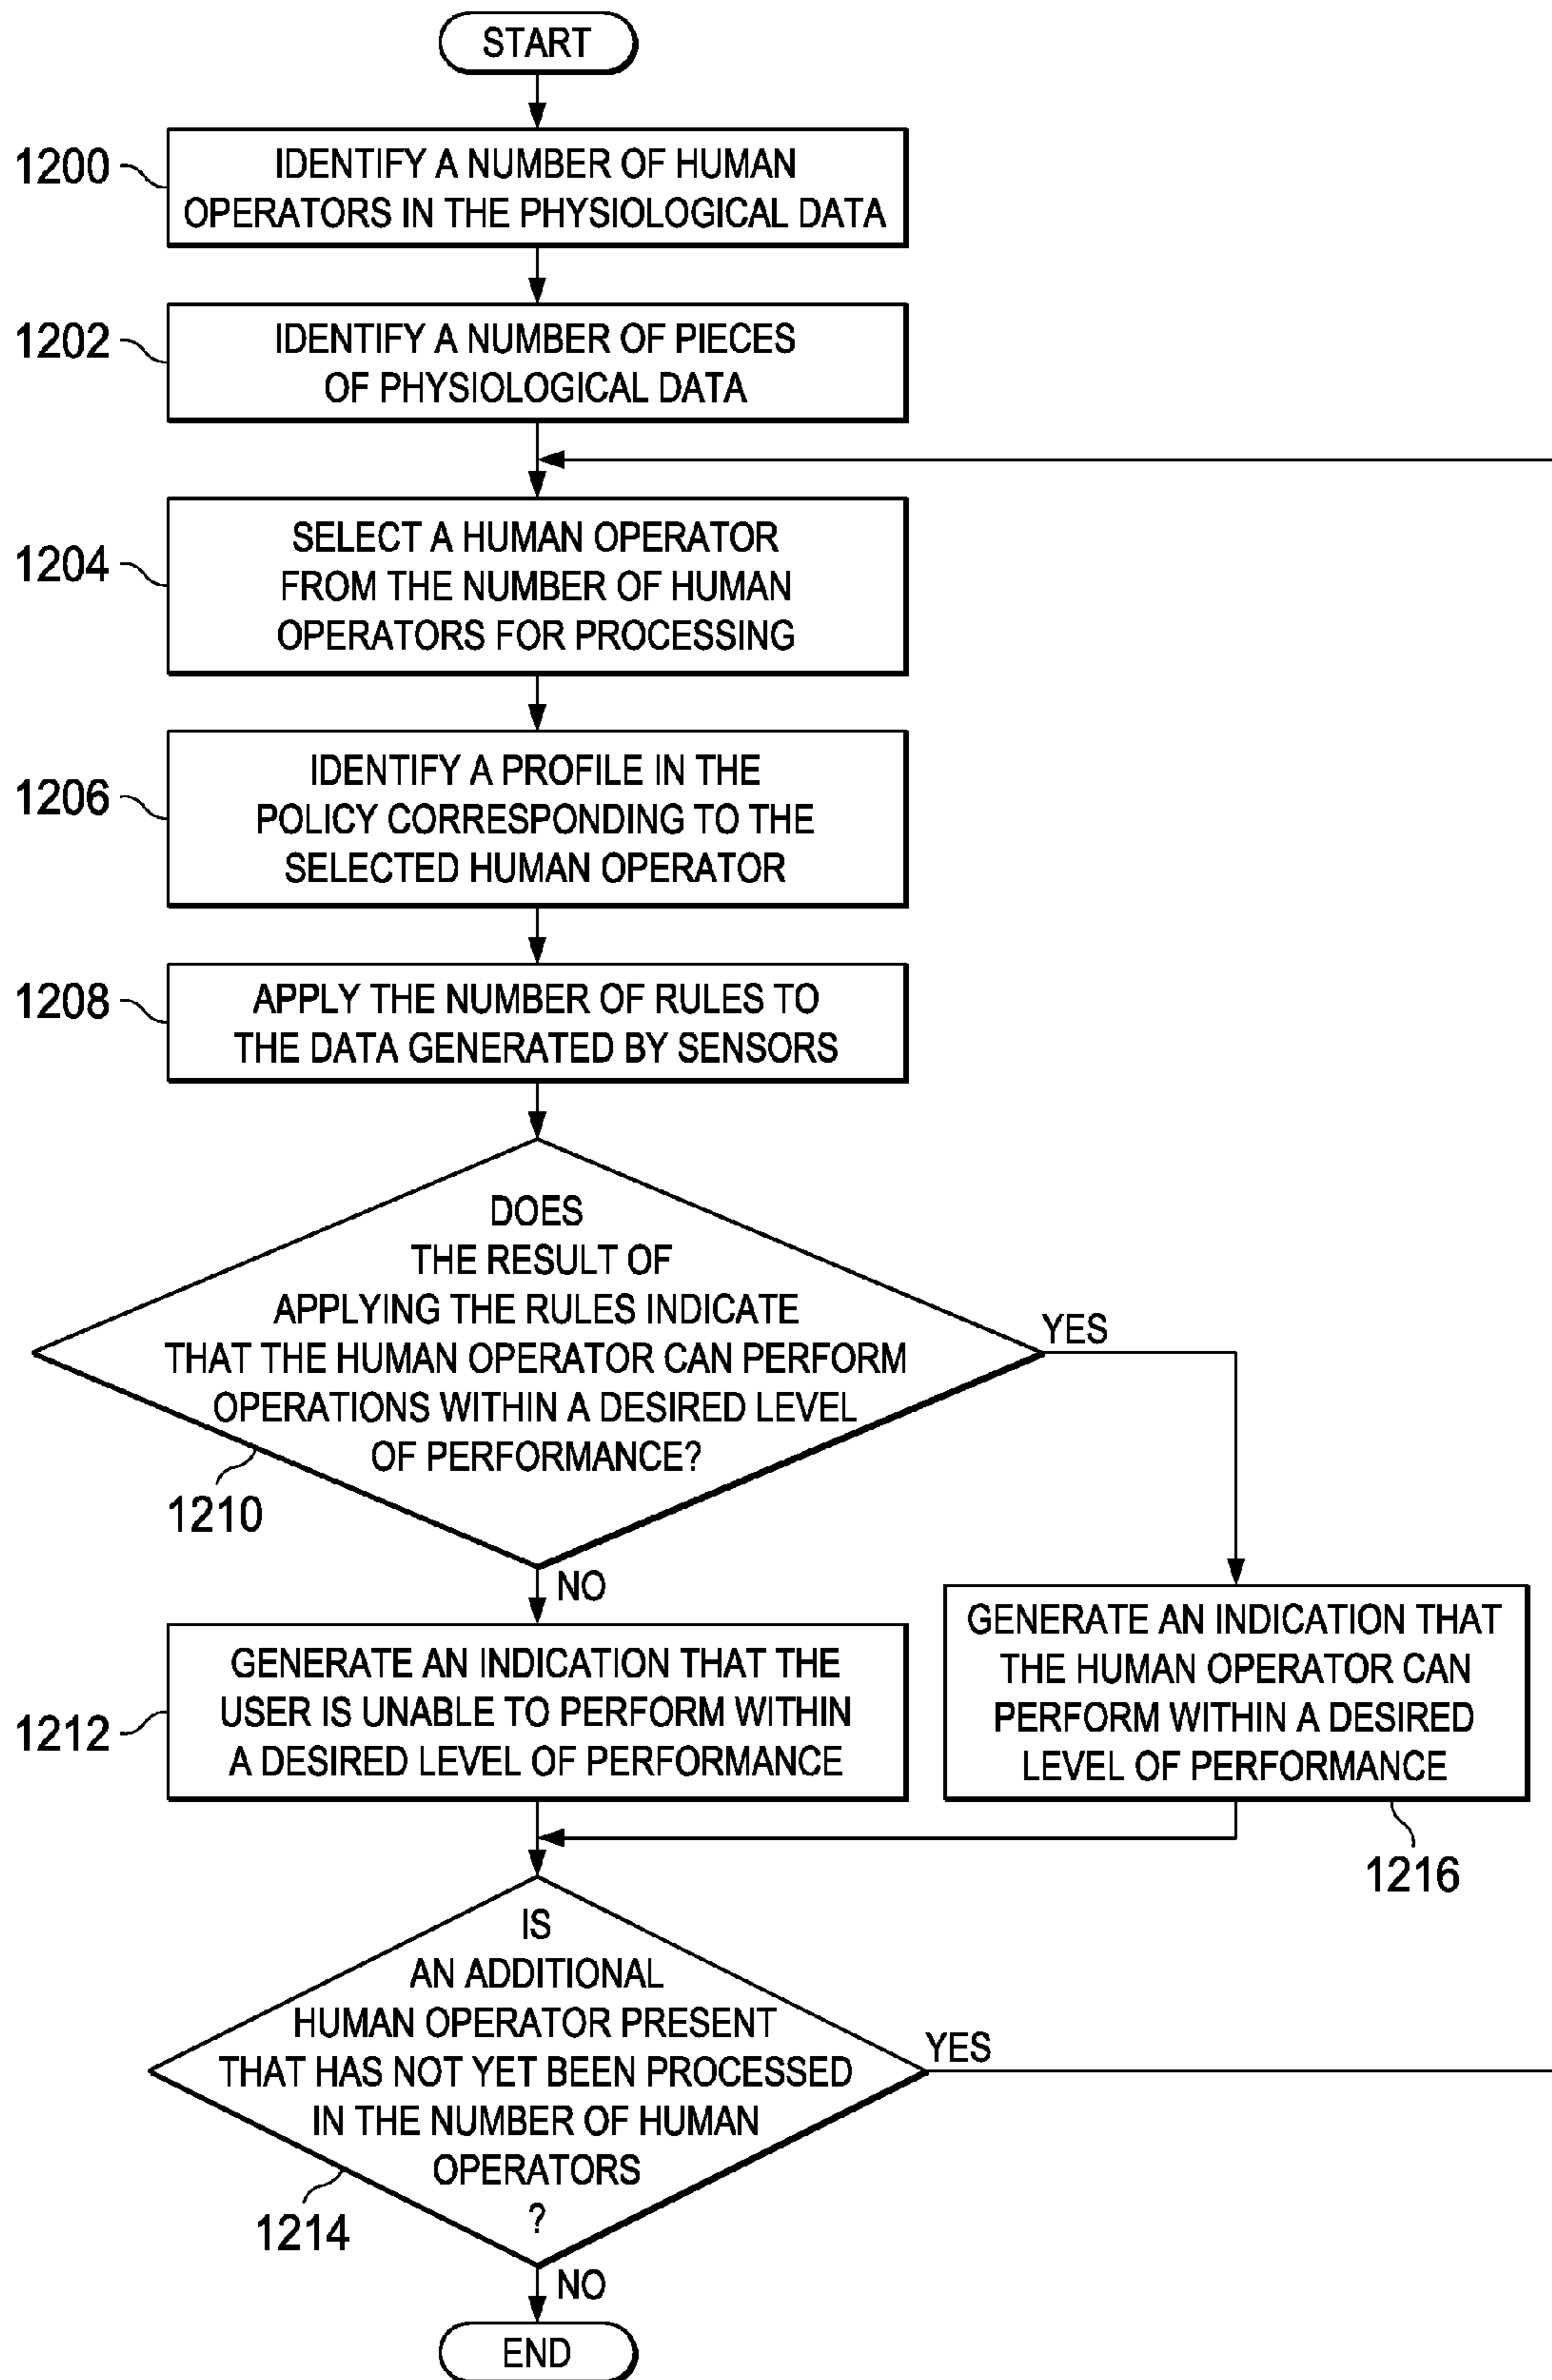 START
1200
IDENTIFY A NUMBER OF HUMAN
OPERATORS IN THE PHYSIOLOGICAL DATA
1202
IDENTIFY A NUMBER OF PIECES
OF PHYSIOLOGICAL DATA
1204
SELECT A HUMAN OPERATOR
FROM THE NUMBER OF HUMAN
OPERATORS FOR PROCESSING
1206
IDENTIFY A PROFILE IN THE
POLICY CORRESPONDING TO THE
SELECTED HUMAN OPERATOR
1208
APPLY THE NUMBER OF RULES TO
THE DATA GENERATED BY SENSORS
DOES
THE RESULT OF
APPLYING THE RULES INDICATE
THAT THE HUMAN OPERATOR CAN PERFORM
OPERATIONS WITHIN A DESIRED LEVEL
OF PERFORMANCE?
1210
YES
NO
1212
GENERATE AN INDICATION THAT THE
USER IS UNABLE TO PERFORM WITHIN
A DESIRED LEVEL OF PERFORMANCE
GENERATE AN INDICATION THAT
THE HUMAN OPERATOR CAN
PERFORM WITHIN A DESIRED
LEVEL OF PERFORMANCE
1216
IS
AN ADDITIONAL
HUMAN OPERATOR PRESENT
THAT HAS NOT YET BEEN PROCESSED
IN THE NUMBER OF HUMAN
OPERATORS
?
1214
YES
NO
END